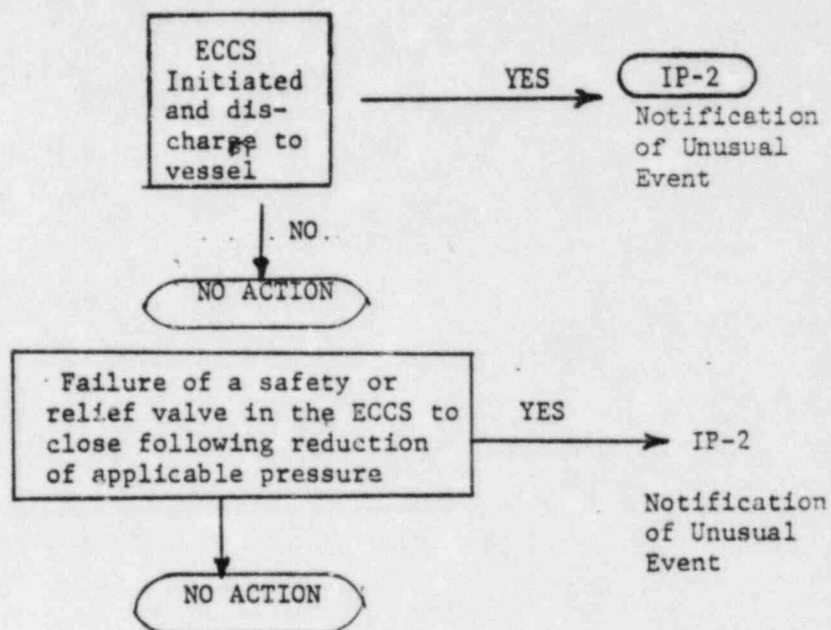 ECCS
Initiated
and dis-
charge to
vessel
YES
IP-2
Notification
of Unusual
Event
NO
NO ACTION
Failure of a safety or
relief valve in the ECCS to
close following reduction
of applicable pressure
YES
IP-2
Notification
of Unusual
Event
NO ACTION